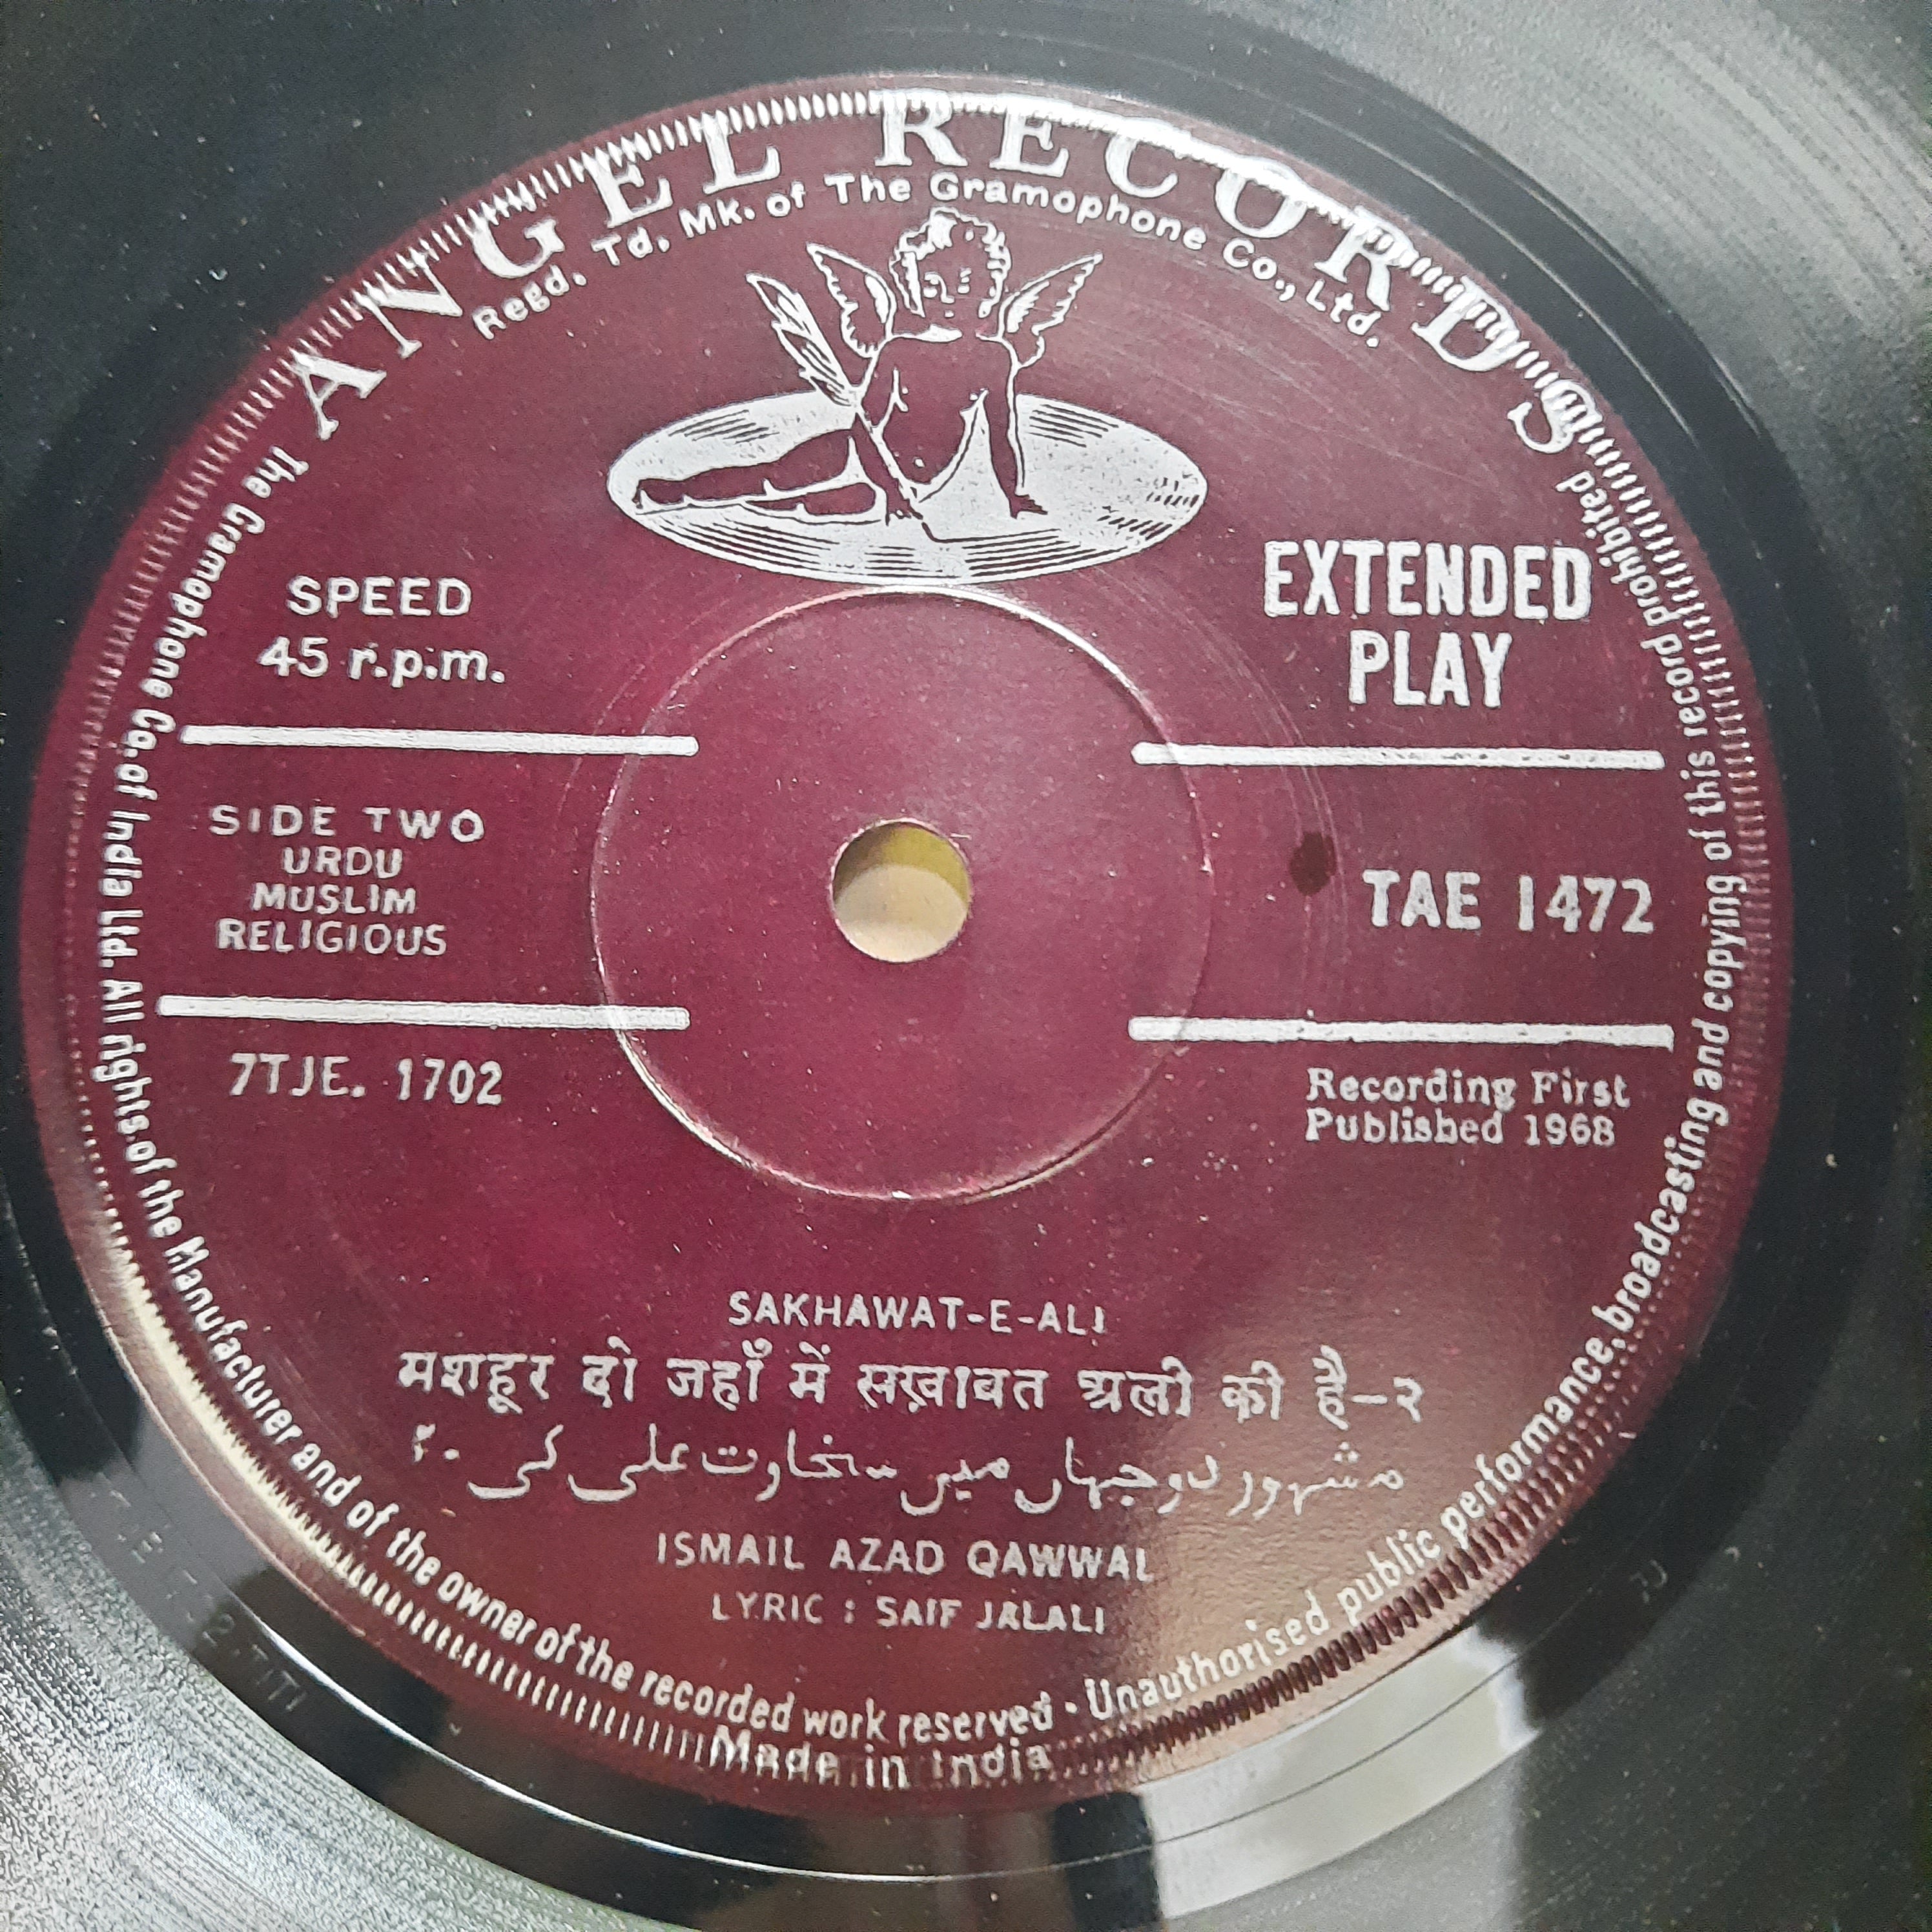 ANGEL RECORDS
Regd. Td. Mk. of The Gramophone Co., Ltd.
SPEED
45 r.p.m.
EXTENDED
PLAY
SIDE TWO
URDU
MUSLIM
RELIGIOUS
TAE 1472
7TJE. 1702
Recording First
Published 1968
SAKHAWAT-E-ALI
मशहूर दो जहाँ में सख़ावत अली की है-२
مشہور دو جہاں میں سخاوت علی کی ۲۰
ISMAIL AZAD QAWWAL
LYRIC : SAIF JALALI
The Gramophone Co. of India Ltd. All rights of the Manufacturer and of the owner of the recorded work reserved · Unauthorised public performance, broadcasting and copying of this record prohibited
Made in India